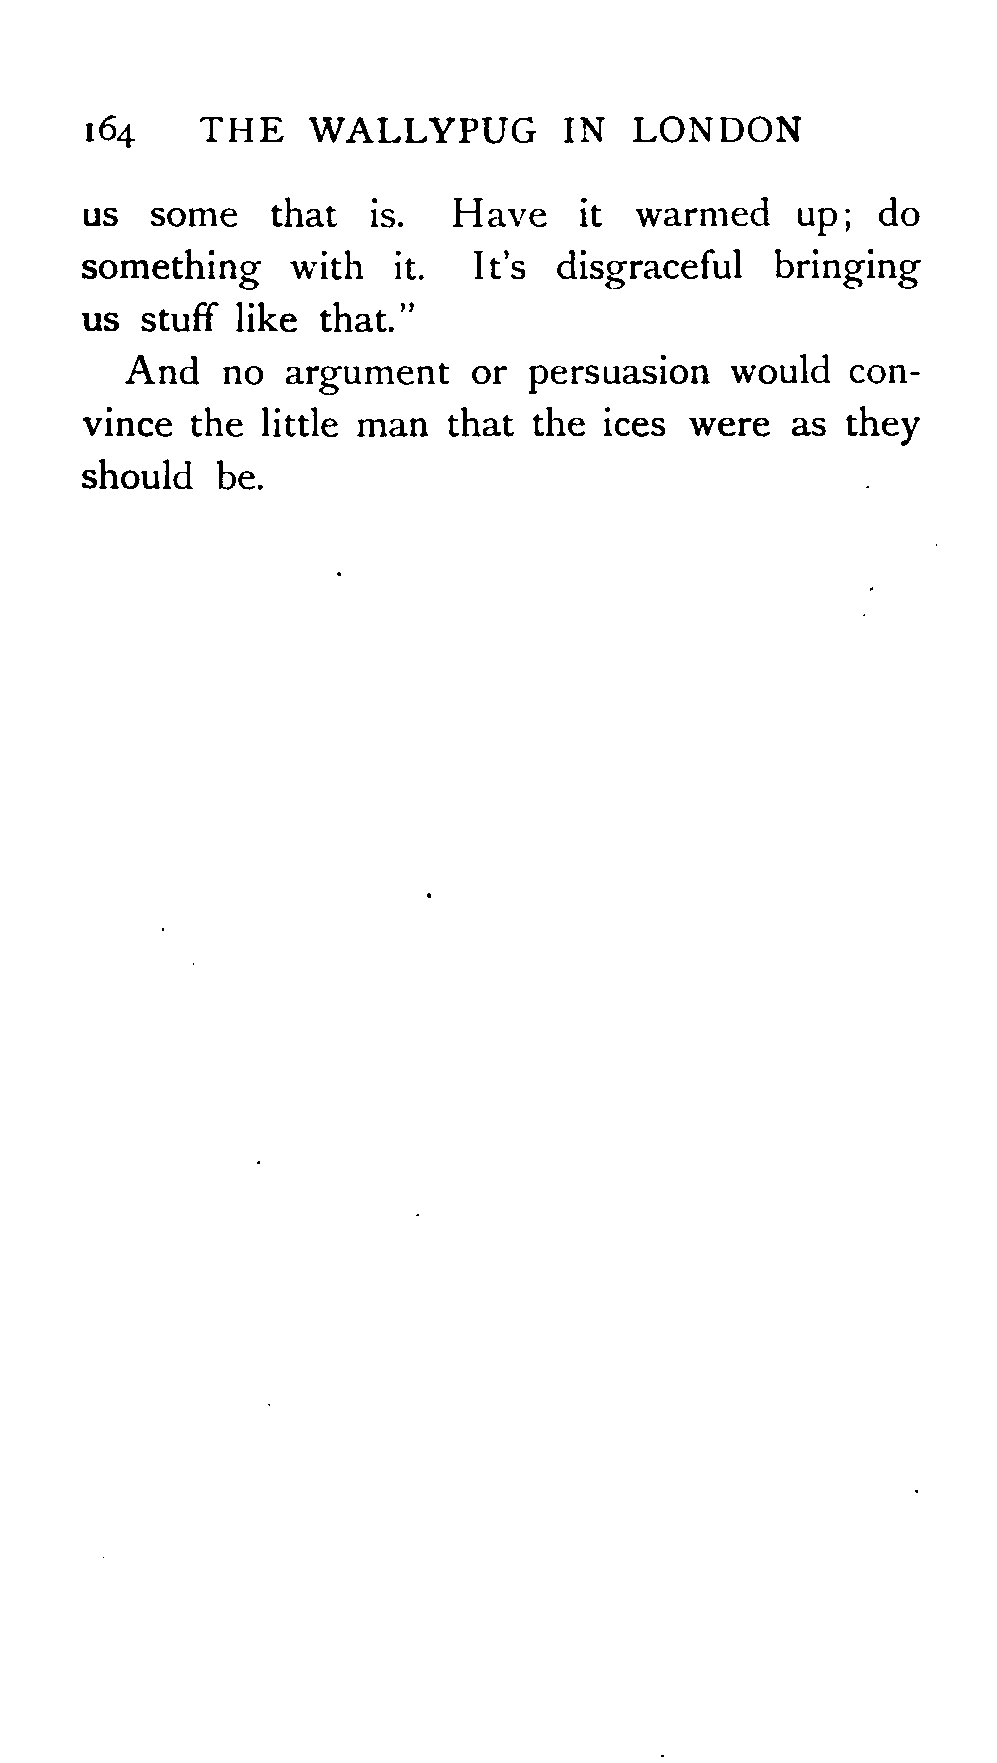 164 THE WALLYPUG IN LONDON
us some that is. Have it warmed up; do
something with it. It's disgraceful bringing
us stuff like that."
And no argument or persuasion would con-
vince the little man that the ices were as they
should be.